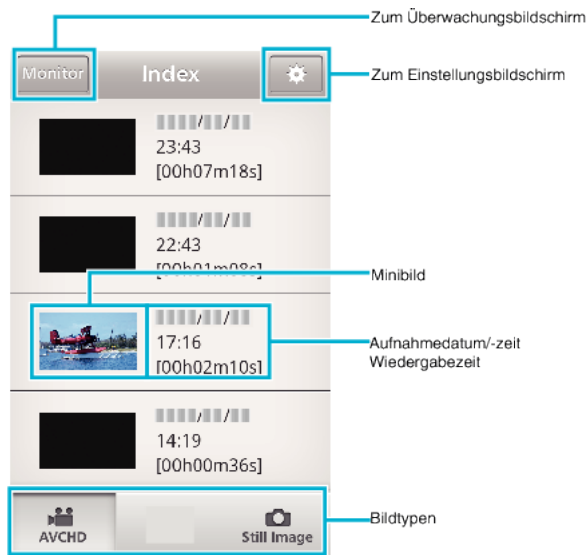 Zum Überwachungsbildschirm
Monitor
Index
Zum Einstellungsbildschirm
23:43
[00h07m18s]
22:43
[00h01m08s]
Minibild
17:16
[00h02m10s]
Aufnahmedatum/-zeit
Wiedergabezeit
14:19
[00h00m36s]
AVCHD
Still Image
Bildtypen